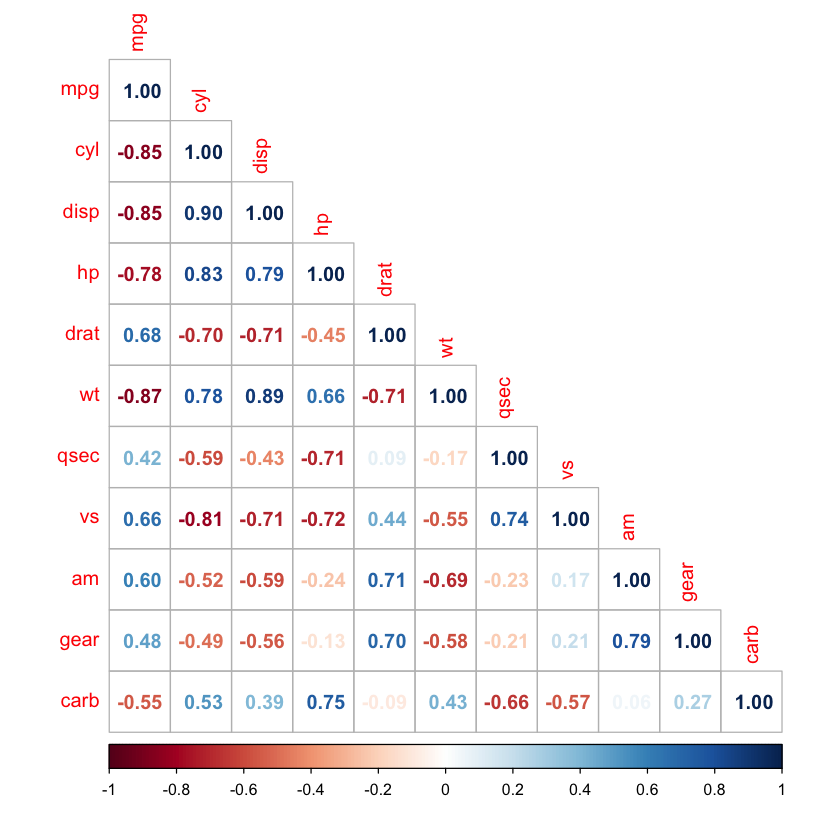 mpg
mpg 1.00 cyl
cyl -0.85 1.00 disp
disp -0.85 0.90 1.00 hp
hp -0.78 0.83 0.79 1.00 drat
drat 0.68 -0.70 -0.71 -0.45 1.00 wt
wt -0.87 0.78 0.89 0.66 -0.71 1.00 qsec
qsec 0.42 -0.59 -0.43 -0.71 0.09 -0.17 1.00 vs
vs 0.66 -0.81 -0.71 -0.72 0.44 -0.55 0.74 1.00 am
am 0.60 -0.52 -0.59 -0.24 0.71 -0.69 -0.23 0.17 1.00 gear
gear 0.48 -0.49 -0.56 -0.13 0.70 -0.58 -0.21 0.21 0.79 1.00 carb
carb -0.55 0.53 0.39 0.75 -0.09 0.43 -0.66 -0.57 0.06 0.27 1.00
-1 -0.8 -0.6 -0.4 -0.2 0 0.2 0.4 0.6 0.8 1